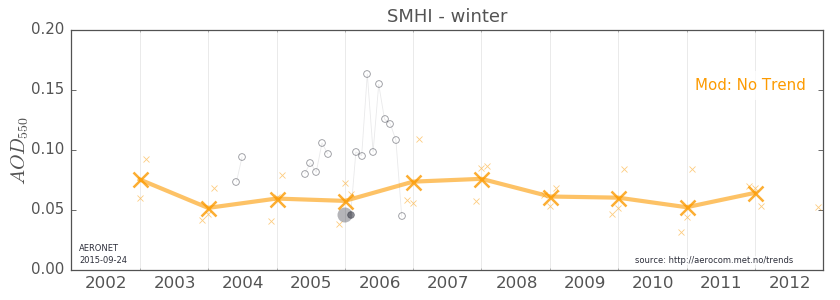 SMHI - winter
0.20
0.15
0.10
0.05
0.00
AOD550
Mod: No Trend
AERONET
2015-09-24
source: http://aerocom.met.no/trends
2002 2003 2004 2005 2006 2007 2008 2009 2010 2011 2012